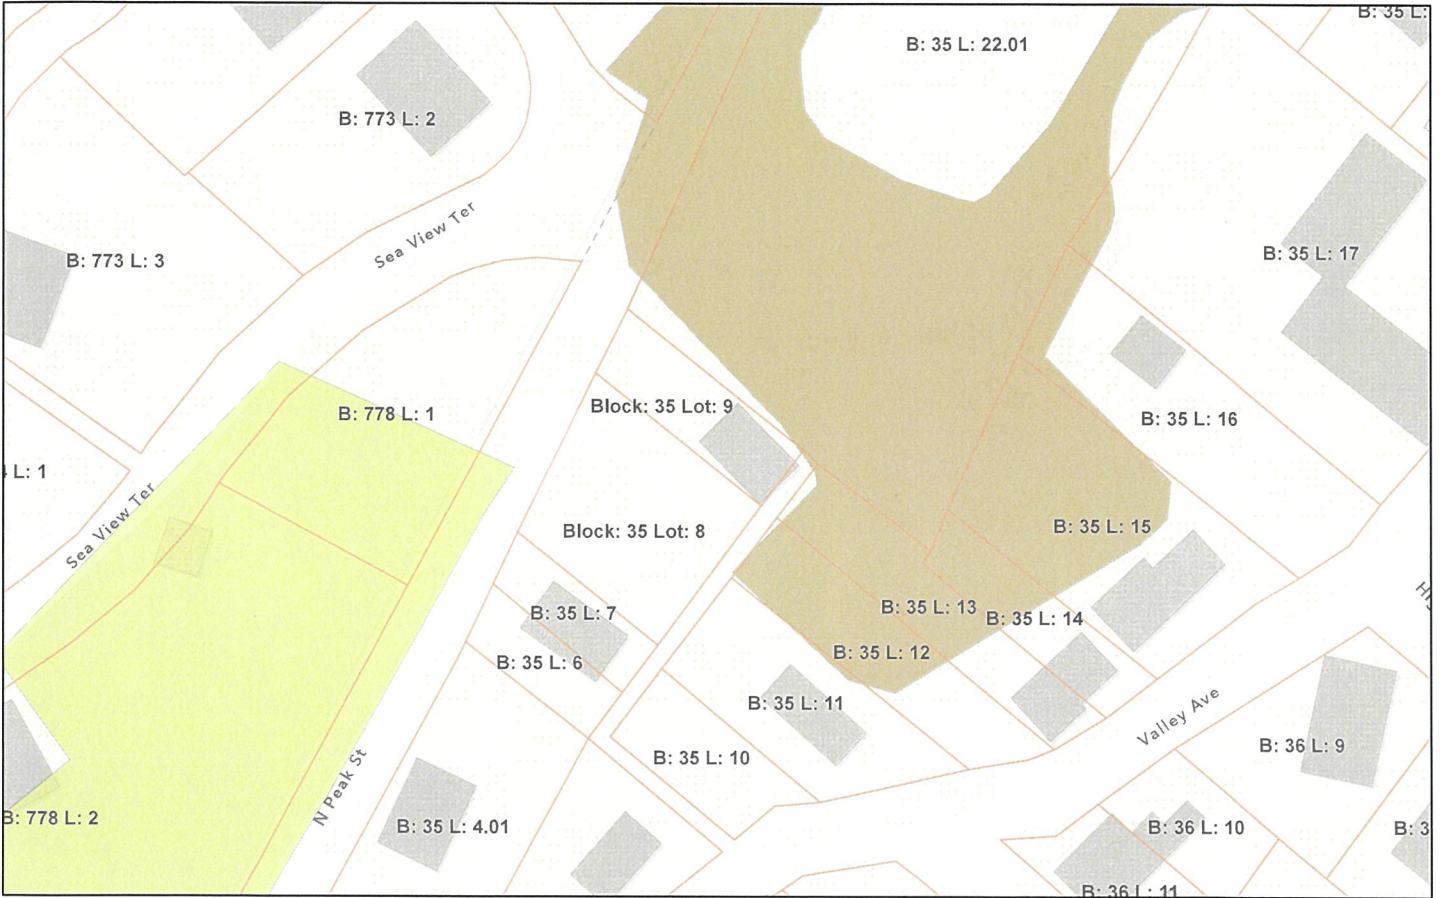 B: 35 L:
B: 35 L: 22.01
B: 773 L: 2
Sea View Ter
B: 773 L: 3
B: 35 L: 17
Block: 35 Lot: 9
B: 778 L: 1
B: 35 L: 16
L: 1
Sea View Ter
Block: 35 Lot: 8
B: 35 L: 15
B: 35 L: 7
B: 35 L: 13
B: 35 L: 14
B: 35 L: 12
B: 35 L: 6
B: 35 L: 11
Valley Ave
B: 36 L: 9
B: 35 L: 10
N Peak St
B: 778 L: 2
B: 35 L: 4.01
B: 36 L: 10
B: 3
B: 36 L: 11